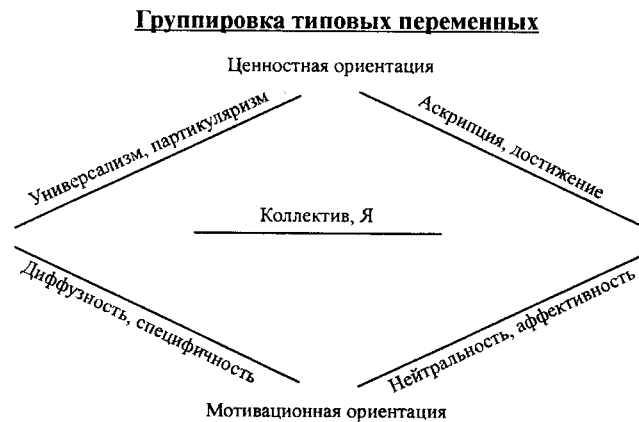 Группировка типовых переменных
Ценностная ориентация
Универсализм, партикуляризм
Аскрипция, достижение
Коллектив, Я
Диффузность, специфичность
Нейтральность, аффективность
Мотивационная ориентация